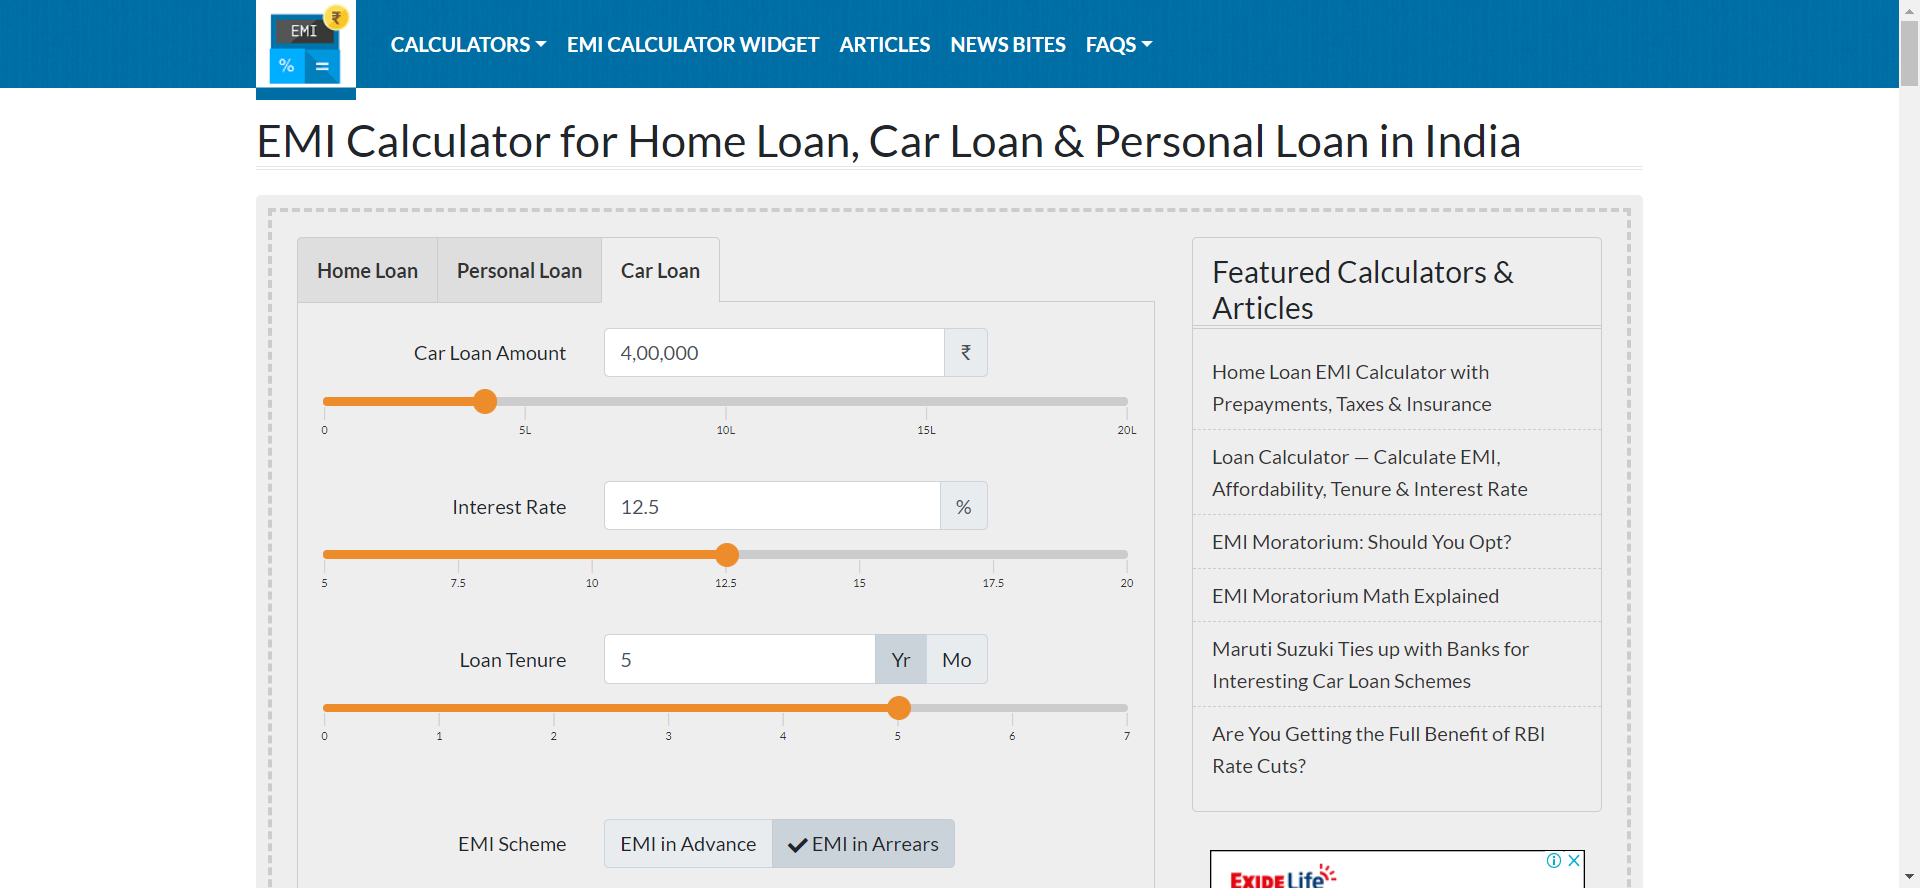 EMI
₹
%
=
CALCULATORS
EMI CALCULATOR WIDGET
ARTICLES
NEWS BITES
FAQS
EMI Calculator for Home Loan, Car Loan & Personal Loan in India
Home Loan
Personal Loan
Car Loan
Car Loan Amount
4,00,000
₹
0
5L
10L
15L
20L
Interest Rate
12.5
%
5
7.5
10
12.5
15
17.5
20
Loan Tenure
5
Yr
Mo
0
1
2
3
4
5
6
7
EMI Scheme
EMI in Advance
EMI in Arrears
Featured Calculators &
Articles
Home Loan EMI Calculator with
Prepayments, Taxes & Insurance
Loan Calculator — Calculate EMI,
Affordability, Tenure & Interest Rate
EMI Moratorium: Should You Opt?
EMI Moratorium Math Explained
Maruti Suzuki Ties up with Banks for
Interesting Car Loan Schemes
Are You Getting the Full Benefit of RBI
Rate Cuts?
EXIDE Life